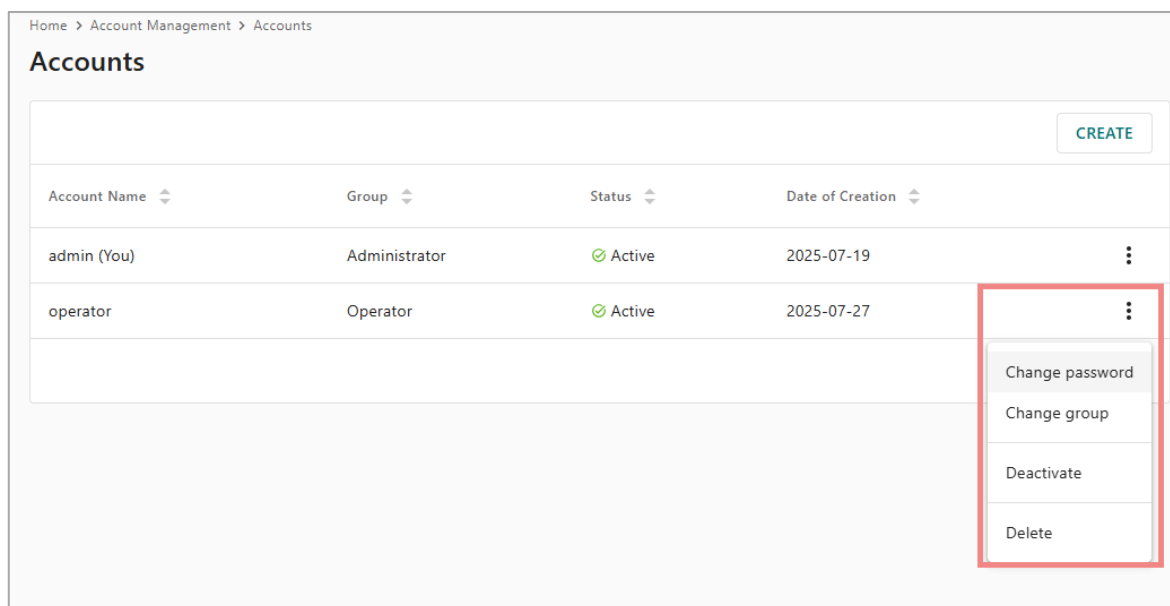 Home > Account Management > Accounts
Accounts
CREATE
Account Name Group Status Date of Creation
admin (You) Administrator Active 2025-07-19
operator Operator Active 2025-07-27
Change password
Change group
Deactivate
Delete